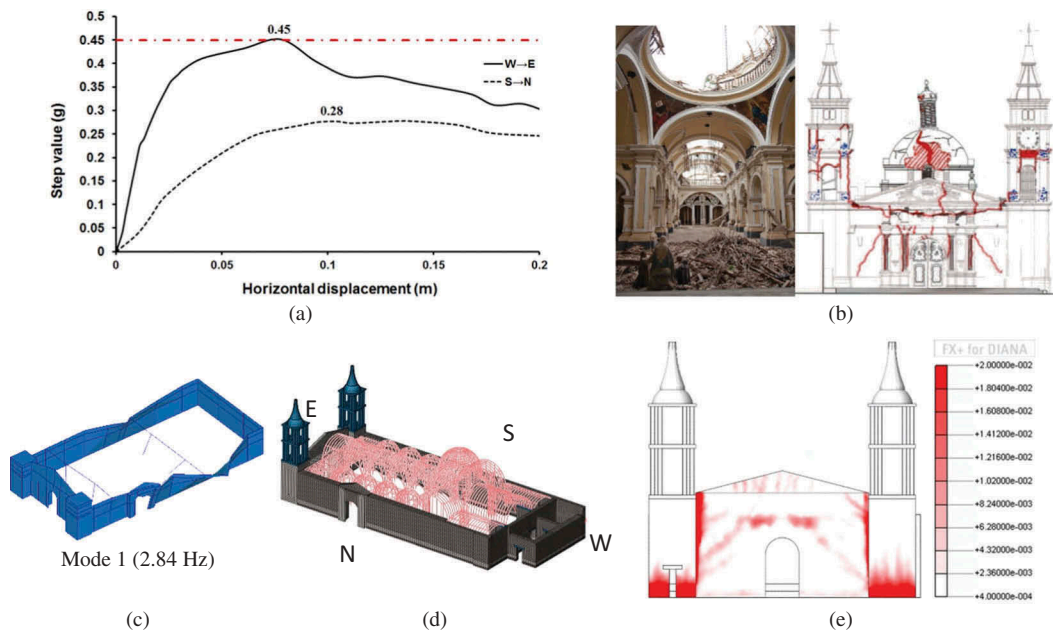 0.5
0.45
0.4
0.35
0.3
0.25
0.2
0.15
0.1
0.05
0
Step value (g)
0.45
0.28
W→E
S→N
0 0.05 0.1 0.15 0.2
Horizontal displacement (m)
(a)
(b)
Mode 1 (2.84 Hz)
(c)
E
S
N
W
(d)
FX+ for DIANA
+2.00000e-002
+1.80400e-002
+1.60800e-002
+1.41200e-002
+1.21600e-002
+1.02000e-002
+8.24000e-003
+6.28000e-003
+4.32000e-003
+2.36000e-003
+4.00000e-004
(e)